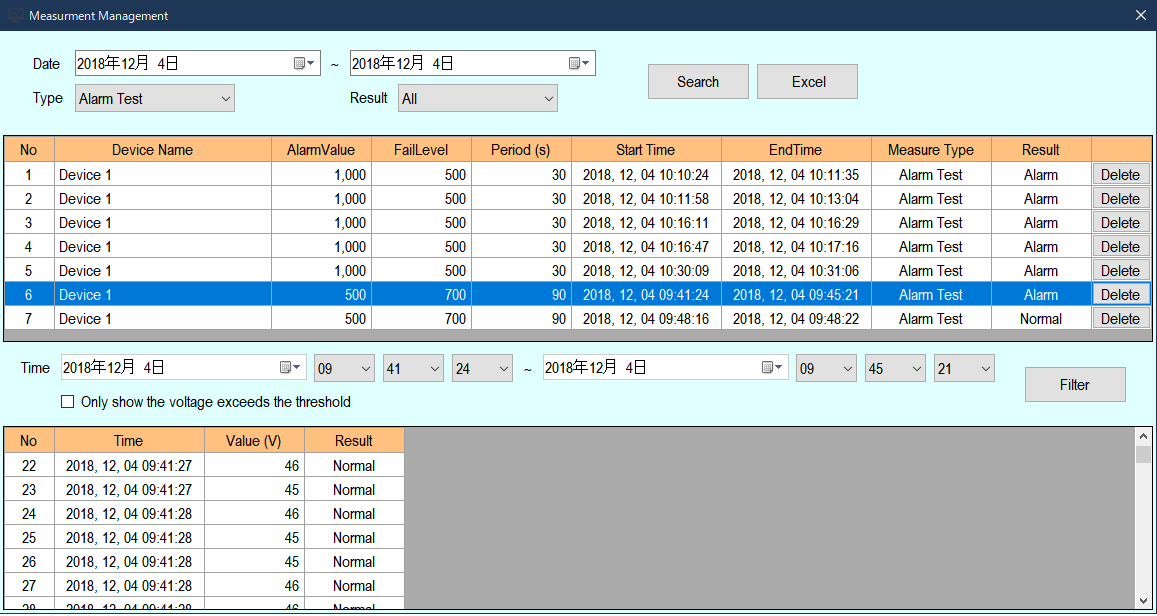 Measurment Management
Date 2018年12月 4日 ~ 2018年12月 4日 Search Excel
Type Alarm Test Result All
No Device Name AlarmValue FailLevel Period (s) Start Time EndTime Measure Type Result
1 Device 1 1,000 500 30 2018, 12, 04 10:10:24 2018, 12, 04 10:11:35 Alarm Test Alarm Delete
2 Device 1 1,000 500 30 2018, 12, 04 10:11:58 2018, 12, 04 10:13:04 Alarm Test Alarm Delete
3 Device 1 1,000 500 30 2018, 12, 04 10:16:11 2018, 12, 04 10:16:29 Alarm Test Alarm Delete
4 Device 1 1,000 500 30 2018, 12, 04 10:16:47 2018, 12, 04 10:17:16 Alarm Test Alarm Delete
5 Device 1 1,000 500 30 2018, 12, 04 10:30:09 2018, 12, 04 10:31:06 Alarm Test Alarm Delete
6 Device 1 500 700 90 2018, 12, 04 09:41:24 2018, 12, 04 09:45:21 Alarm Test Alarm Delete
7 Device 1 500 700 90 2018, 12, 04 09:48:16 2018, 12, 04 09:48:22 Alarm Test Normal Delete
Time 2018年12月 4日 09 41 24 ~ 2018年12月 4日 09 45 21 Filter
Only show the voltage exceeds the threshold
No Time Value (V) Result
22 2018, 12, 04 09:41:27 46 Normal
23 2018, 12, 04 09:41:27 45 Normal
24 2018, 12, 04 09:41:28 46 Normal
25 2018, 12, 04 09:41:28 45 Normal
26 2018, 12, 04 09:41:28 45 Normal
27 2018, 12, 04 09:41:28 46 Normal
28 2018, 12, 04 09:41:28 46 Normal